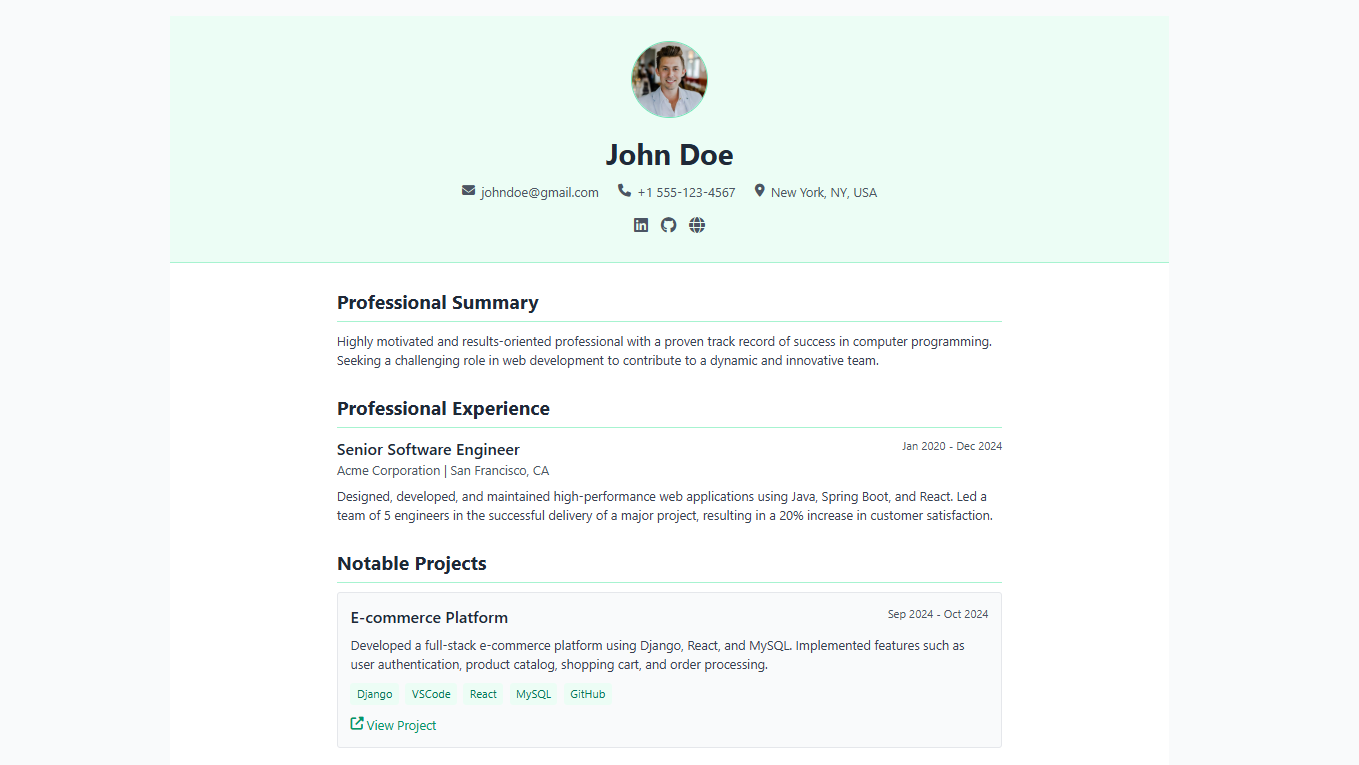 John Doe
johndoe@gmail.com +1 555-123-4567 New York, NY, USA
Professional Summary
Highly motivated and results-oriented professional with a proven track record of success in computer programming.
Seeking a challenging role in web development to contribute to a dynamic and innovative team.
Professional Experience
Senior Software Engineer Jan 2020 - Dec 2024
Acme Corporation | San Francisco, CA
Designed, developed, and maintained high-performance web applications using Java, Spring Boot, and React. Led a
team of 5 engineers in the successful delivery of a major project, resulting in a 20% increase in customer satisfaction.
Notable Projects
E-commerce Platform Sep 2024 - Oct 2024
Developed a full-stack e-commerce platform using Django, React, and MySQL. Implemented features such as
user authentication, product catalog, shopping cart, and order processing.
Django VSCode React MySQL GitHub
View Project